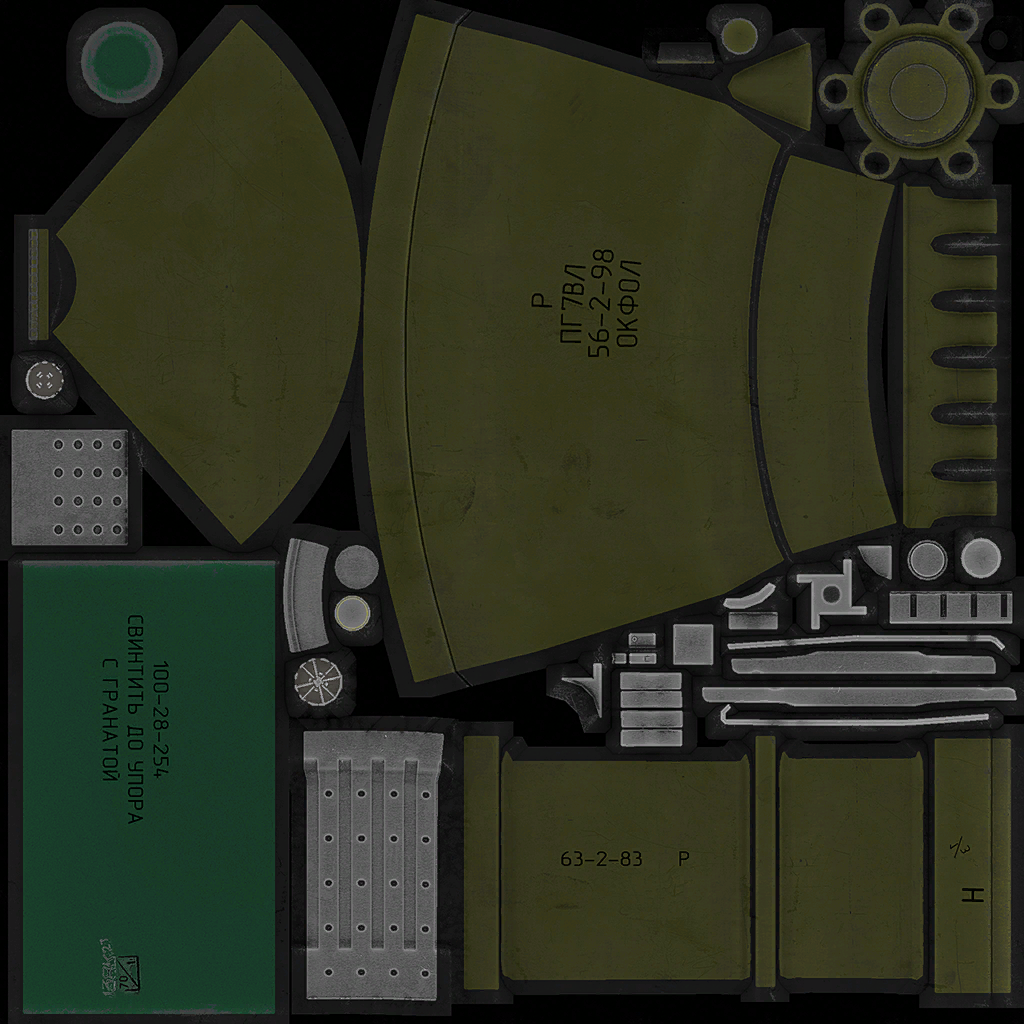 Р
ПГ7ВЛ
56-2-98
ОКФОЛ
100-28-254
СВИНТИТЬ ДО УПОРА
С ГРАНАТОЙ
63-2-83 Р
Н